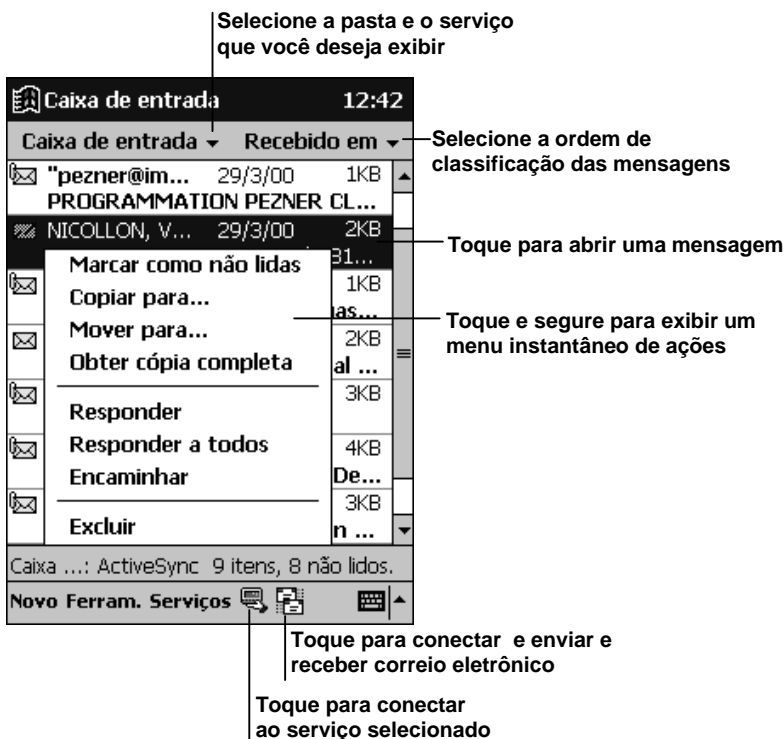 Selecione a pasta e o serviço
que você deseja exibir
Caixa de entrada 12:42
Caixa de entrada Recebido em
Selecione a ordem de
classificação das mensagens
"pezner@im... 29/3/00 1KB
PROGRAMMATION PEZNER CL...
NICOLLON, V... 29/3/00 2KB
31...
Toque para abrir uma mensagem
Marcar como não lidas
1KB
Copiar para...
as...
Toque e segure para exibir um
menu instantâneo de ações
Mover para...
2KB
Obter cópia completa
al ...
3KB
Responder
Responder a todos
4KB
Encaminhar
De...
3KB
Excluir
n ...
Caixa ...: ActiveSync 9 itens, 8 não lidos.
Novo Ferram. Serviços
Toque para conectar e enviar e
receber correio eletrônico
Toque para conectar
ao serviço selecionado